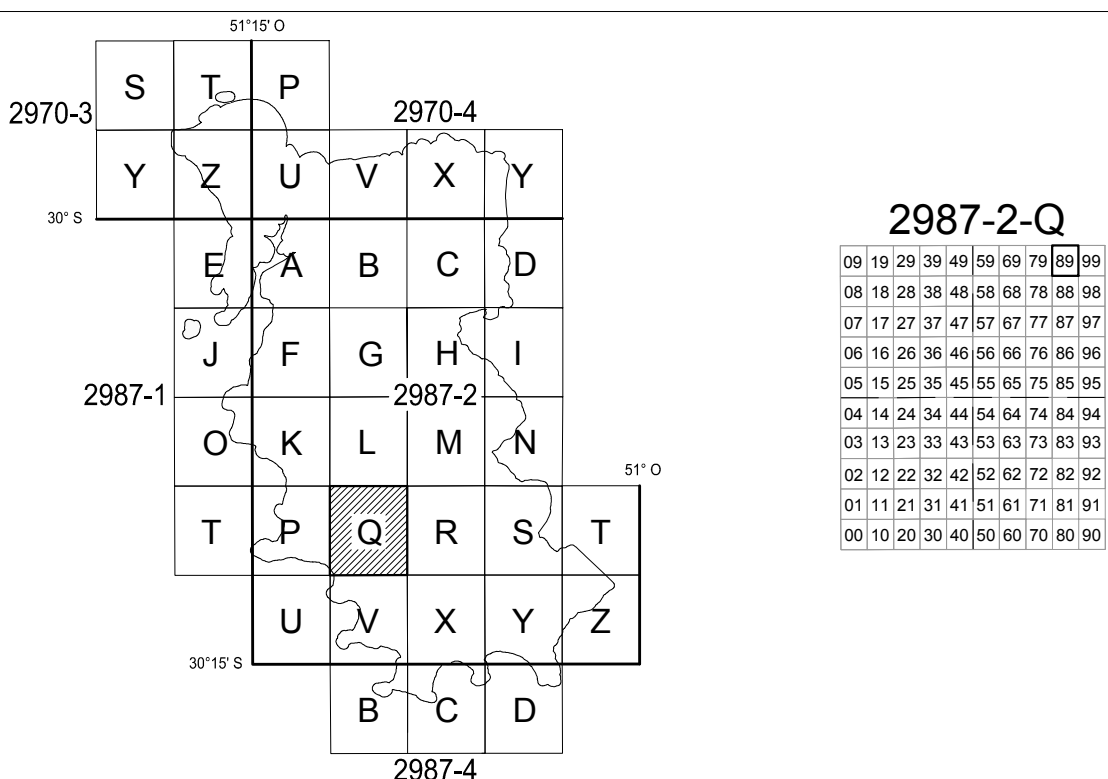 51°15' O
S T P
2970-3
2970-4
Y Z U V X Y
30° S
E A B C D
J F G H I
2987-1
2987-2
O K L M N
51° O
T P Q R S T
U V X Y Z
30°15' S
B C D
2987-4
2987-2-Q
09 19 29 39 49 59 69 79 89 99
08 18 28 38 48 58 68 78 88 98
07 17 27 37 47 57 67 77 87 97
06 16 26 36 46 56 66 76 86 96
05 15 25 35 45 55 65 75 85 95
04 14 24 34 44 54 64 74 84 94
03 13 23 33 43 53 63 73 83 93
02 12 22 32 42 52 62 72 82 92
01 11 21 31 41 51 61 71 81 91
00 10 20 30 40 50 60 70 80 90